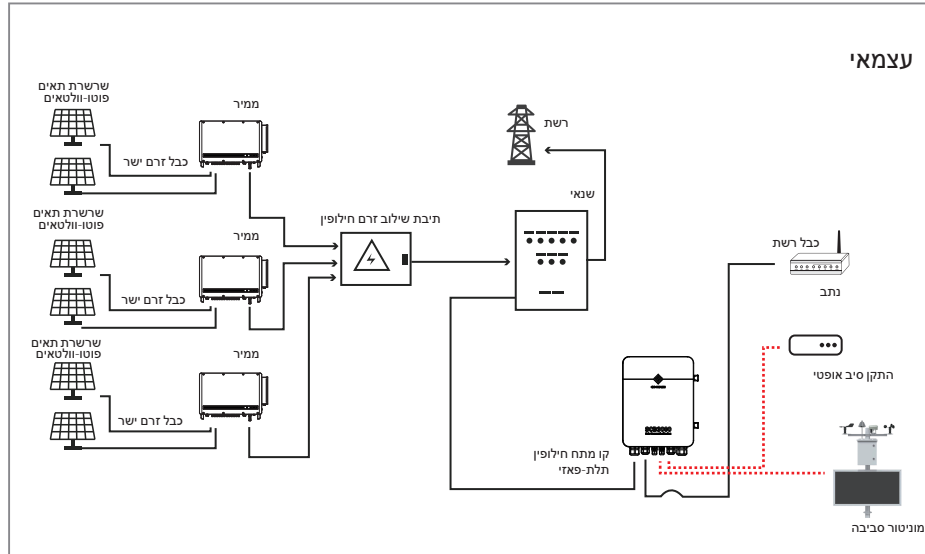 עצמאי
שרשרת תאים
פוטו-וולטאים
ממיר
כבל זרם ישר
שרשרת תאים
פוטו-וולטאים
ממיר
כבל זרם ישר
שרשרת תאים
פוטו-וולטאים
ממיר
כבל זרם ישר
תיבת שילוב זרם חילופין
רשת
שנאי
כבל רשת
נתב
התקן סיב אופטי
קו מתח חילופין
תלת-פאזי
מוניטור סביבה